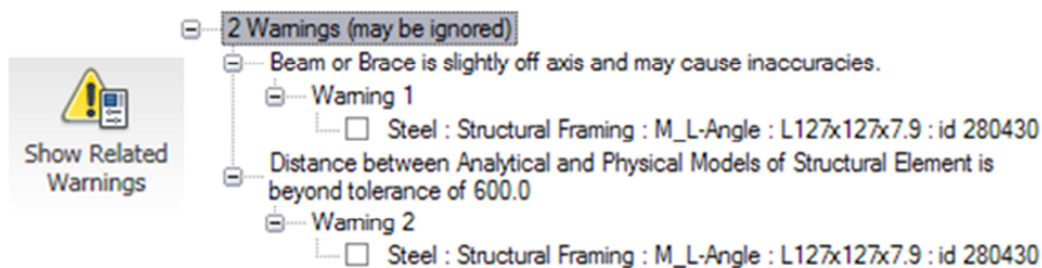 2 Warnings (may be ignored)
Beam or Brace is slightly off axis and may cause inaccuracies.
Warning 1
Steel : Structural Framing : M_L-Angle : L127x127x7.9 : id 280430
Show Related
Warnings
Distance between Analytical and Physical Models of Structural Element is
beyond tolerance of 600.0
Warning 2
Steel : Structural Framing : M_L-Angle : L127x127x7.9 : id 280430